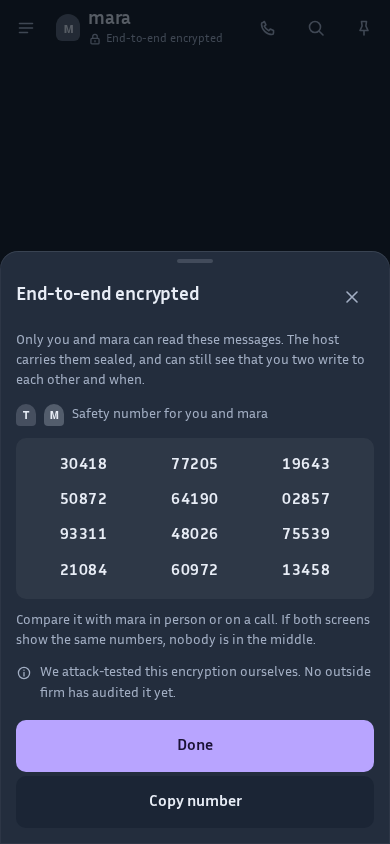 mara
M
End-to-end encrypted
End-to-end encrypted
Only you and mara can read these messages. The host
carries them sealed, and can still see that you two write to
each other and when.
T M Safety number for you and mara
30418 77205 19643
50872 64190 02857
93311 48026 75539
21084 60972 13458
Compare it with mara in person or on a call. If both screens
show the same numbers, nobody is in the middle.
We attack-tested this encryption ourselves. No outside
firm has audited it yet.
Done
Copy number